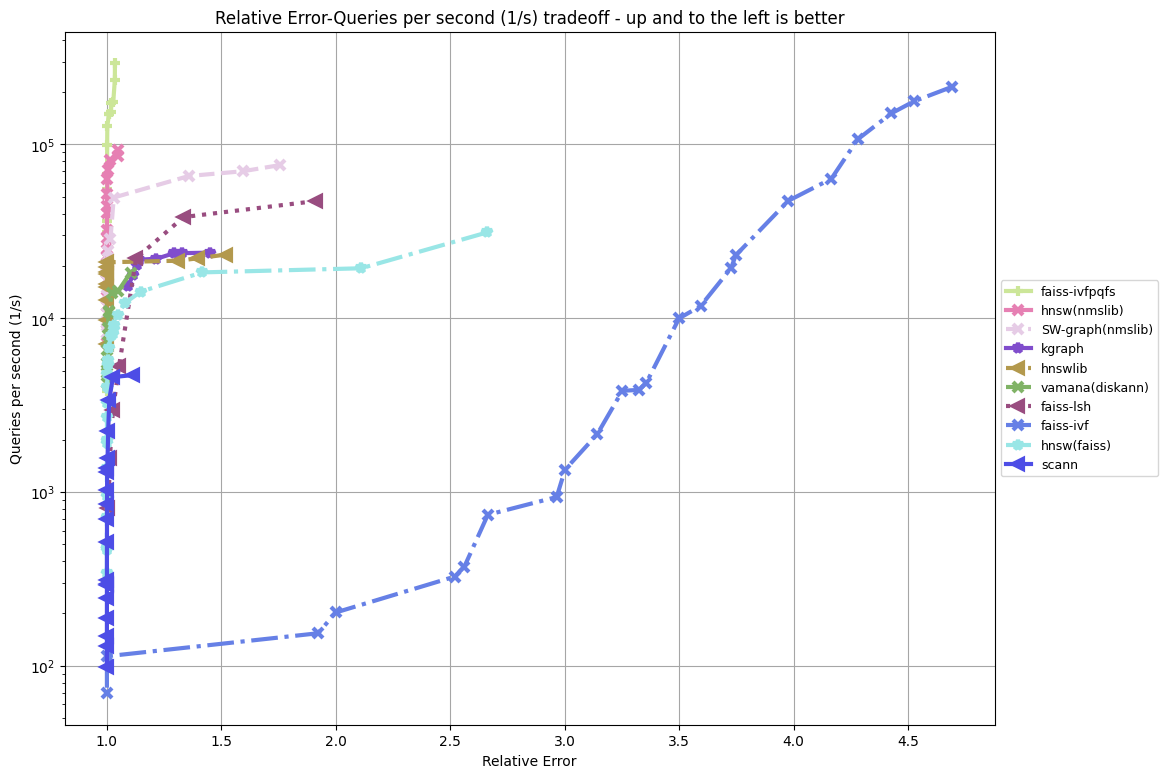 Relative Error-Queries per second (1/s) tradeoff - up and to the left is better
Queries per second (1/s)
10^5
10^4
10^3
10^2
1.0 1.5 2.0 2.5 3.0 3.5 4.0 4.5
Relative Error
faiss-ivfpqfs
hnsw(nmslib)
SW-graph(nmslib)
kgraph
hnswlib
vamana(diskann)
faiss-lsh
faiss-ivf
hnsw(faiss)
scann